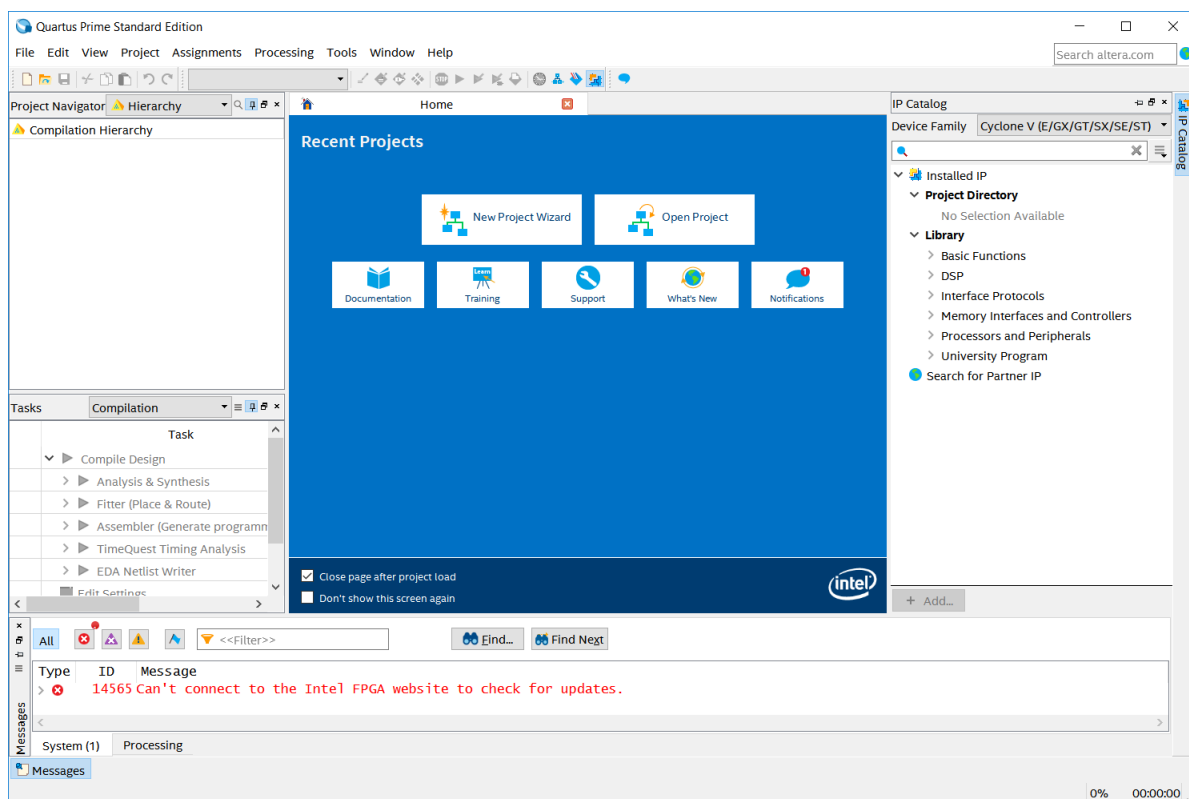 Quartus Prime Standard Edition
File Edit View Project Assignments Processing Tools Window Help
Search altera.com
Project Navigator Hierarchy
Home
IP Catalog
Compilation Hierarchy
Recent Projects
Device Family Cyclone V (E/GX/GT/SX/SE/ST)
IP Catalog
Installed IP
Project Directory
No Selection Available
Library
Basic Functions
DSP
Interface Protocols
Memory Interfaces and Controllers
Processors and Peripherals
University Program
Search for Partner IP
New Project Wizard
Open Project
Documentation
Learn
Training
Support
What's New
1
Notifications
Tasks Compilation
Task
Compile Design
Analysis & Synthesis
Fitter (Place & Route)
Assembler (Generate programm
TimeQuest Timing Analysis
EDA Netlist Writer
Edit Settings
Close page after project load
Don't show this screen again
intel
+ Add...
All
<<Filter>>
Find...
Find Next
Type ID Message
14565 Can't connect to the Intel FPGA website to check for updates.
System (1) Processing
Messages
Messages
0% 00:00:00